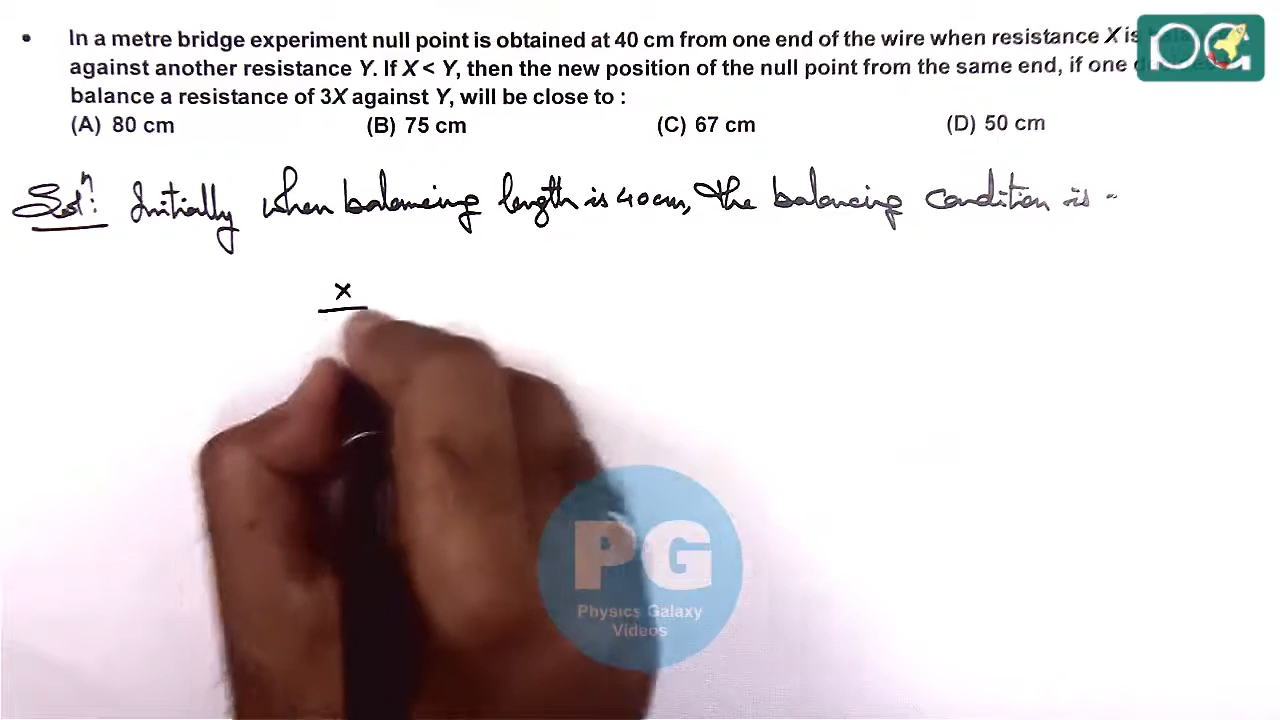 • In a metre bridge experiment null point is obtained at 40 cm from one end of the wire when resistance X is
against another resistance Y. If X < Y, then the new position of the null point from the same end, if one
balance a resistance of 3X against Y, will be close to :
(A) 80 cm (B) 75 cm (C) 67 cm (D) 50 cm
Solⁿ: Initially when balancing length is 40cm, the balancing condition is -
X
PG
PG
Physics Galaxy
Videos